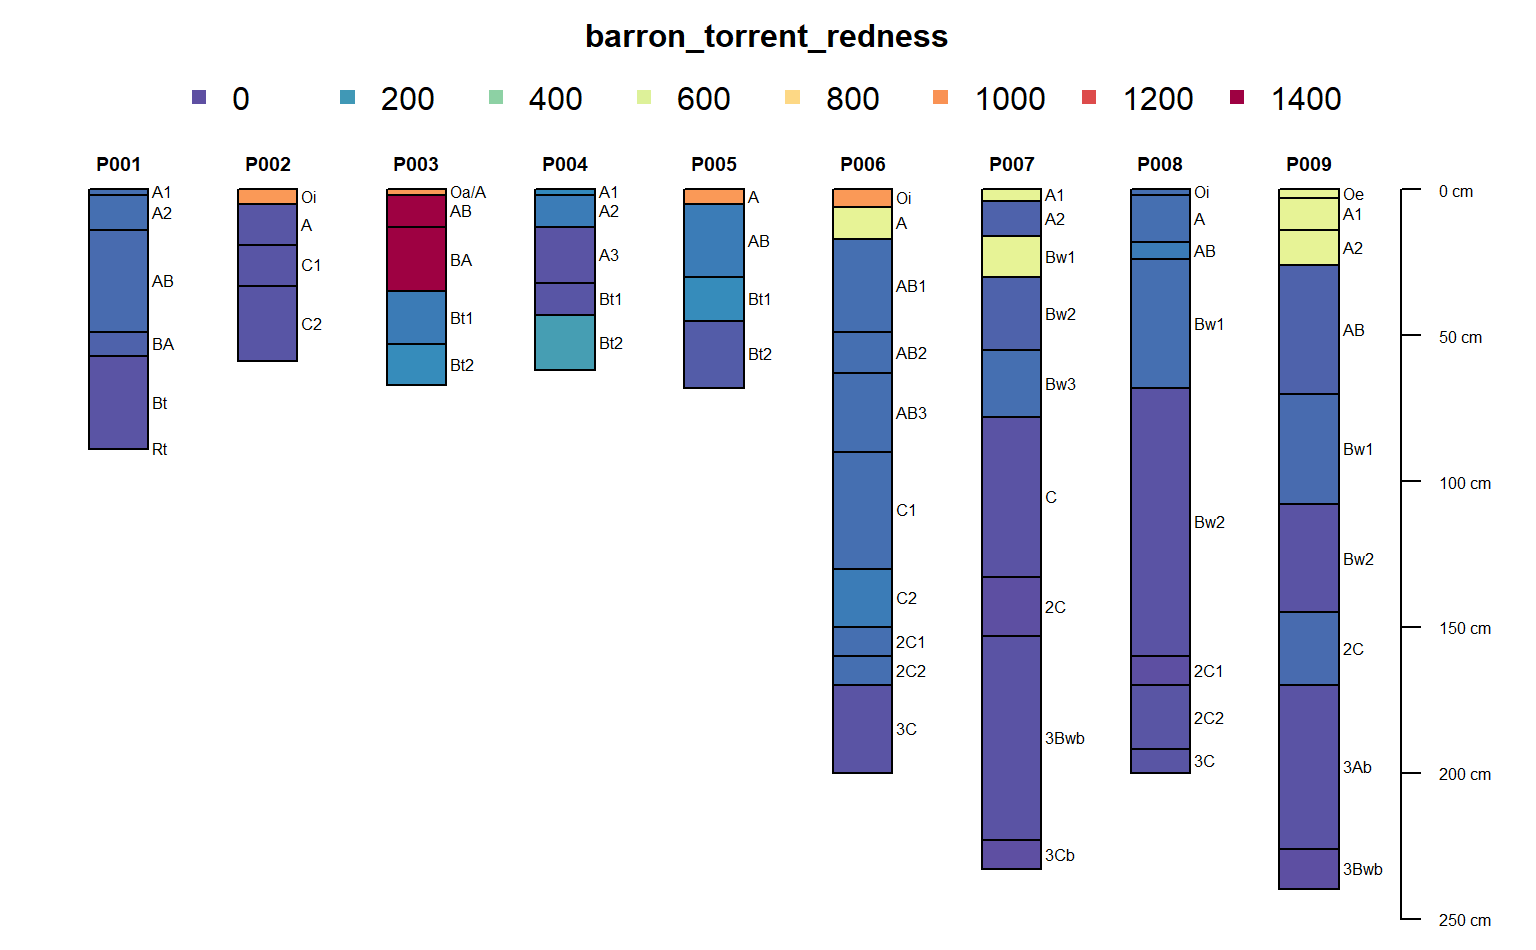 barron_torrent_redness
0 200 400 600 800 1000 1200 1400
P001 P002 P003 P004 P005 P006 P007 P008 P009
A1
A2
AB
BA
Bt
Rt
Oi
A
C1
C2
Oa/A
AB
BA
Bt1
Bt2
A1
A2
A3
Bt1
Bt2
A
AB
Bt1
Bt2
Oi
A
AB1
AB2
AB3
C1
C2
2C1
2C2
3C
A1
A2
Bw1
Bw2
Bw3
C
2C
3Bwb
3Cb
Oi
A
AB
Bw1
Bw2
2C1
2C2
3C
Oe
A1
A2
AB
Bw1
Bw2
2C
3Ab
3Bwb
0 cm
50 cm
100 cm
150 cm
200 cm
250 cm